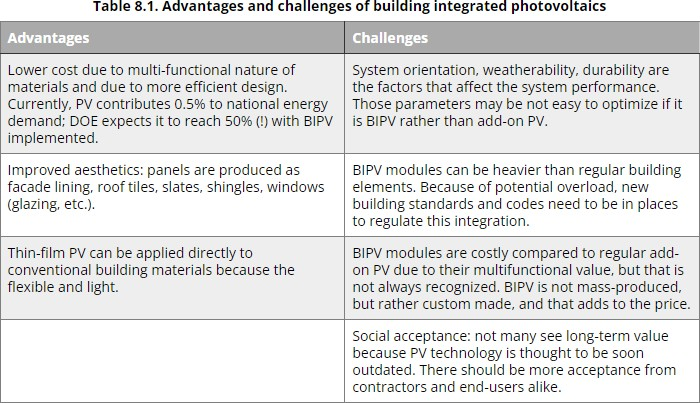 Table 8.1. Advantages and challenges of building integrated photovoltaics
Advantages
Challenges
Lower cost due to multi-functional nature of
materials and due to more efficient design.
Currently, PV contributes 0.5% to national energy
demand; DOE expects it to reach 50% (!) with BIPV
implemented.
System orientation, weatherability, durability are
the factors that affect the system performance.
Those parameters may be not easy to optimize if it
is BIPV rather than add-on PV.
Improved aesthetics: panels are produced as
facade lining, roof tiles, slates, shingles, windows
(glazing, etc.).
BIPV modules can be heavier than regular building
elements. Because of potential overload, new
building standards and codes need to be in places
to regulate this integration.
Thin-film PV can be applied directly to
conventional building materials because the
flexible and light.
BIPV modules are costly compared to regular add-
on PV due to their multifunctional value, but that is
not always recognized. BIPV is not mass-produced,
but rather custom made, and that adds to the price.
Social acceptance: not many see long-term value
because PV technology is thought to be soon
outdated. There should be more acceptance from
contractors and end-users alike.